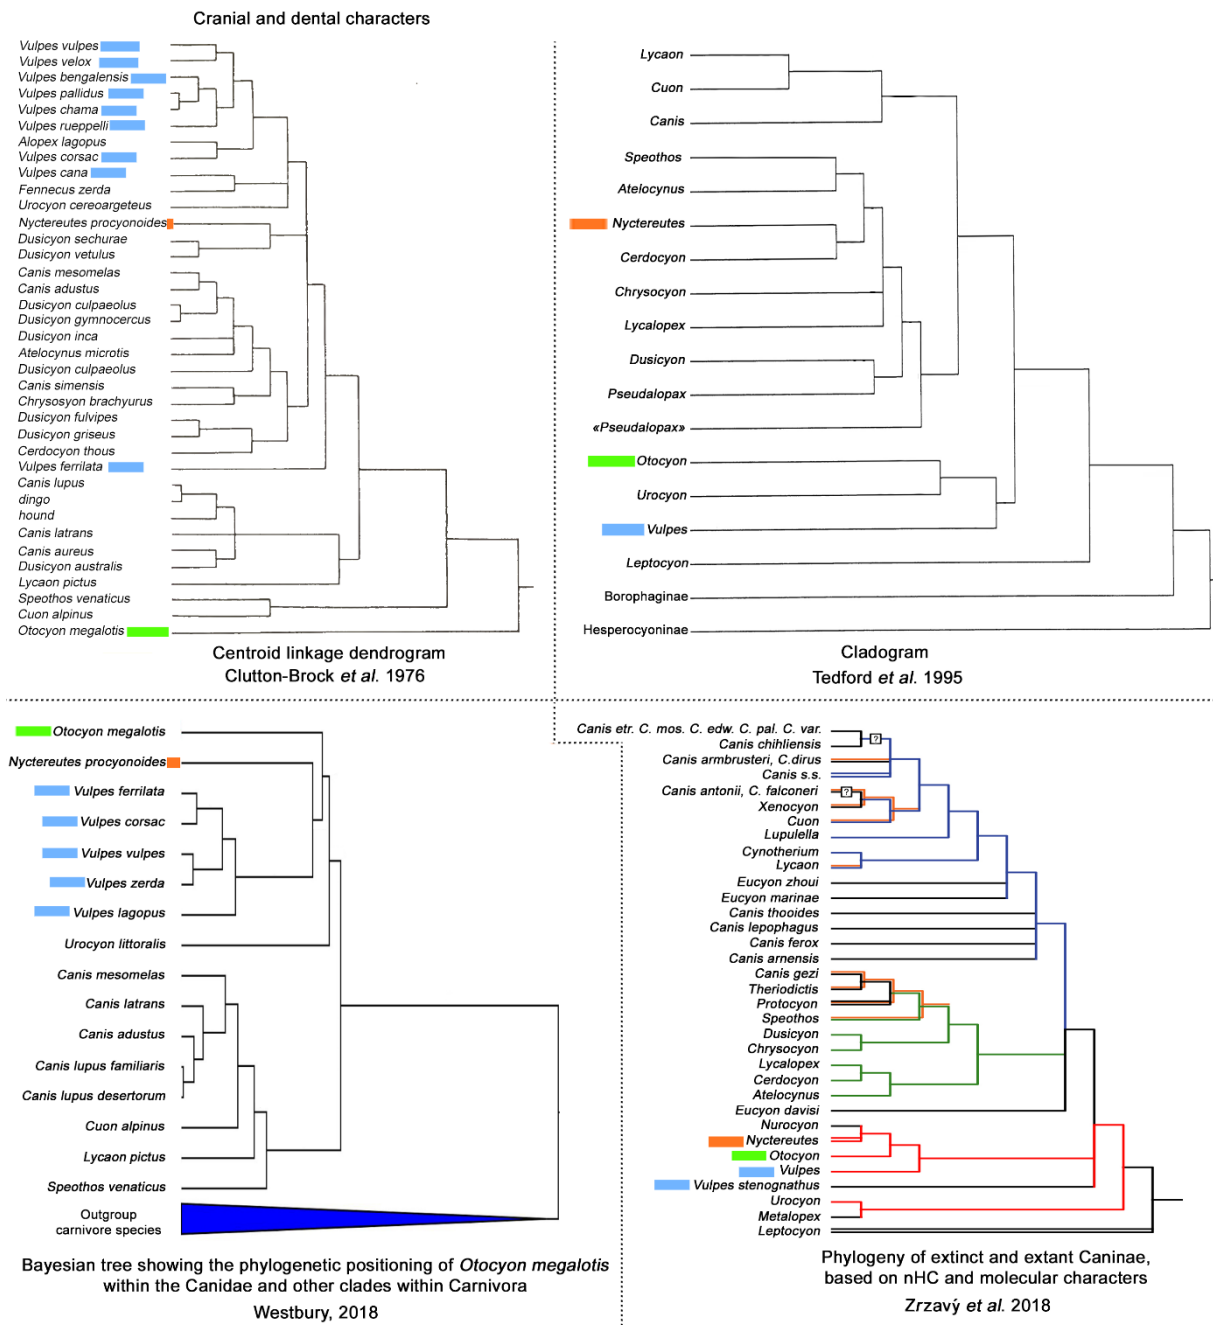 Cranial and dental characters
Vulpes vulpes
Vulpes velox
Vulpes bengalensis
Vulpes pallidus
Vulpes chama
Vulpes rueppelli
Alopex lagopus
Vulpes corsac
Vulpes cana
Fennecus zerda
Urocyon cereoargeteus
Nyctereutes procyonoides
Dusicyon sechurae
Dusicyon vetulus
Canis mesomelas
Canis adustus
Dusicyon culpaeolus
Dusicyon gymnocercus
Dusicyon inca
Atelocynus microtis
Dusicyon culpaeolus
Canis simensis
Chrysosyon brachyurus
Dusicyon fulvipes
Dusicyon griseus
Cerdocyon thous
Vulpes ferrilata
Canis lupus
dingo
hound
Canis latrans
Canis aureus
Dusicyon australis
Lycaon pictus
Speothos venaticus
Cuon alpinus
Otocyon megalotis
Centroid linkage dendrogram
Clutton-Brock et al. 1976
Lycaon
Cuon
Canis
Speothos
Atelocynus
Nyctereutes
Cerdocyon
Chrysocyon
Lycalopex
Dusicyon
Pseudalopax
«Pseudalopax»
Otocyon
Urocyon
Vulpes
Leptocyon
Borophaginae
Hesperocyoninae
Cladogram
Tedford et al. 1995
Otocyon megalotis
Nyctereutes procyonoides
Vulpes ferrilata
Vulpes corsac
Vulpes vulpes
Vulpes zerda
Vulpes lagopus
Urocyon littoralis
Canis mesomelas
Canis latrans
Canis adustus
Canis lupus familiaris
Canis lupus desertorum
Cuon alpinus
Lycaon pictus
Speothos venaticus
Outgroup
carnivore species
Bayesian tree showing the phylogenetic positioning of Otocyon megalotis
within the Canidae and other clades within Carnivora
Westbury, 2018
Canis etr. C. mos. C. edw. C. pal. C. var.
Canis chihliensis
?
Canis armbrusteri, C.dirus
Canis s.s.
Canis antonii, C. falconeri
?
Xenocyon
Cuon
Lupulella
Cynotherium
Lycaon
Eucyon zhoui
Eucyon marinae
Canis thooides
Canis lepophagus
Canis ferox
Canis arnensis
Canis gezi
Theriodictis
Protocyon
Speothos
Dusicyon
Chrysocyon
Lycalopex
Cerdocyon
Atelocynus
Eucyon davisi
Nurocyon
Nyctereutes
Otocyon
Vulpes
Vulpes stenognathus
Urocyon
Metalopex
Leptocyon
Phylogeny of extinct and extant Caninae,
based on nHC and molecular characters
Zrzavý et al. 2018